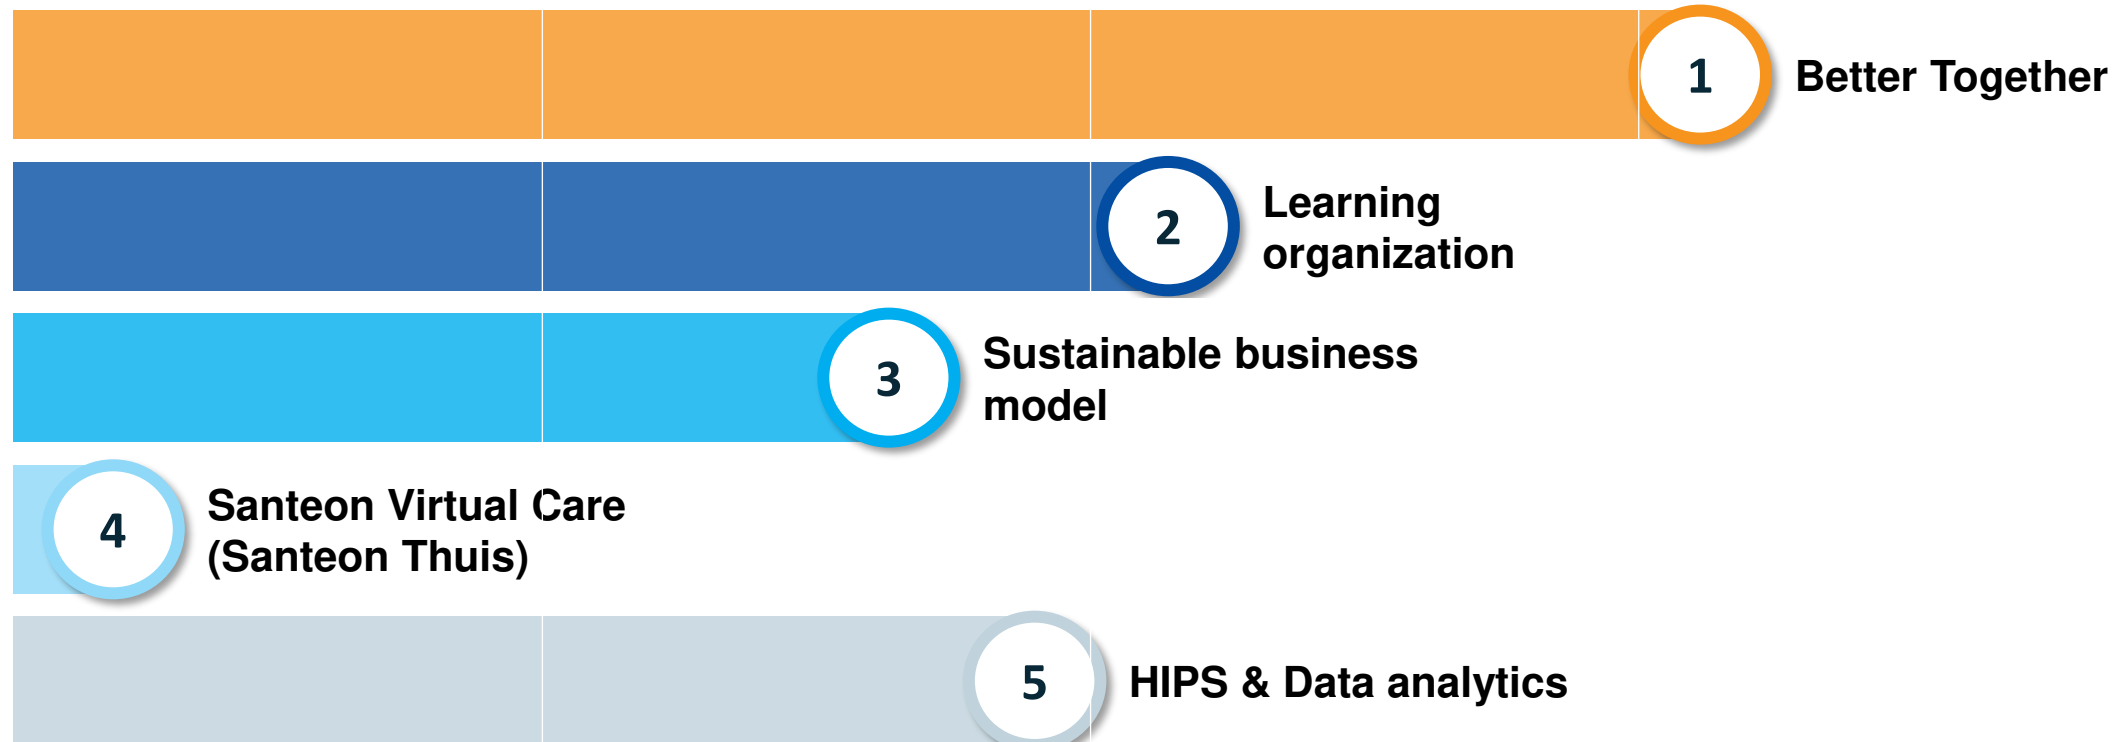 1
Better Together
2
Learning
organization
3
Sustainable business
model
4
Santeon Virtual Care
(Santeon Thuis)
5
HIPS & Data analytics